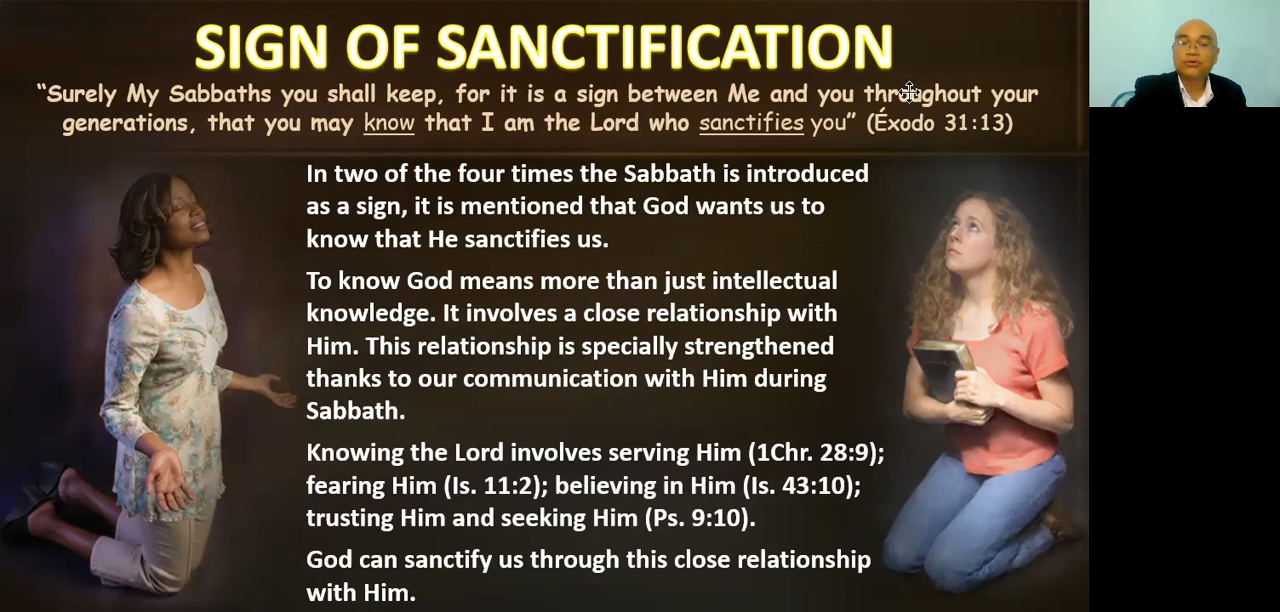 SIGN OF SANCTIFICATION
“Surely My Sabbaths you shall keep, for it is a sign between Me and you throughout your
generations, that you may know that I am the Lord who sanctifies you” (Éxodo 31:13)
In two of the four times the Sabbath is introduced
as a sign, it is mentioned that God wants us to
know that He sanctifies us.
To know God means more than just intellectual
knowledge. It involves a close relationship with
Him. This relationship is specially strengthened
thanks to our communication with Him during
Sabbath.
Knowing the Lord involves serving Him (1Chr. 28:9);
fearing Him (Is. 11:2); believing in Him (Is. 43:10);
trusting Him and seeking Him (Ps. 9:10).
God can sanctify us through this close relationship
with Him.